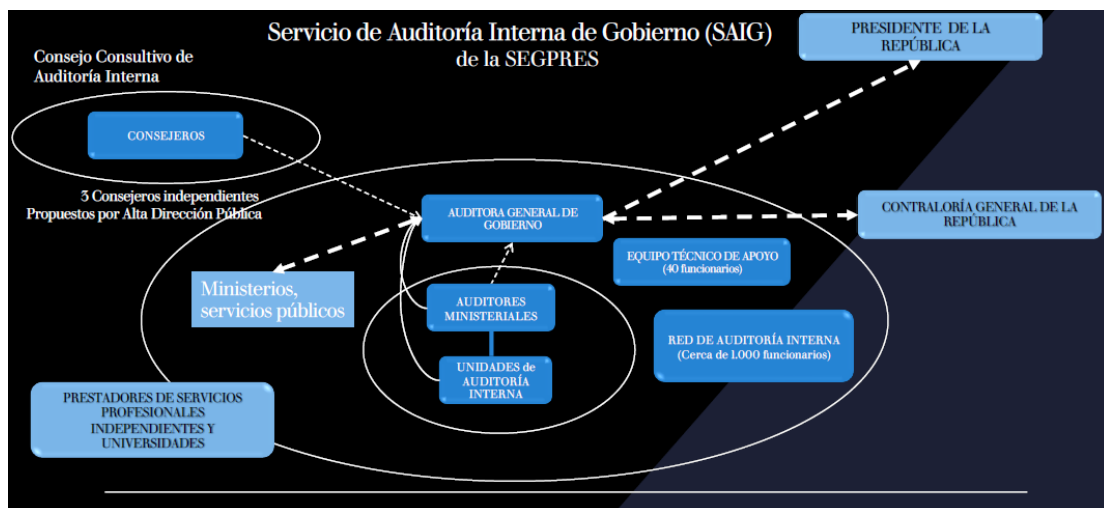 Servicio de Auditoría Interna de Gobierno (SAIG)
de la SEGPRES
PRESIDENTE DE LA
REPÚBLICA
Consejo Consultivo de
Auditoría Interna
CONSEJEROS
3 Consejeros independientes
Propuestos por Alta Dirección Pública
AUDITORA GENERAL DE
GOBIERNO
CONTRALORÍA GENERAL DE LA
REPÚBLICA
EQUIPO TÉCNICO DE APOYO
(40 funcionarios)
Ministerios,
servicios públicos
AUDITORES
MINISTERIALES
RED DE AUDITORÍA INTERNA
(Cerca de 1.000 funcionarios)
UNIDADES de
AUDITORÍA
INTERNA
PRESTADORES DE SERVICIOS
PROFESIONALES
INDEPENDIENTES Y
UNIVERSIDADES